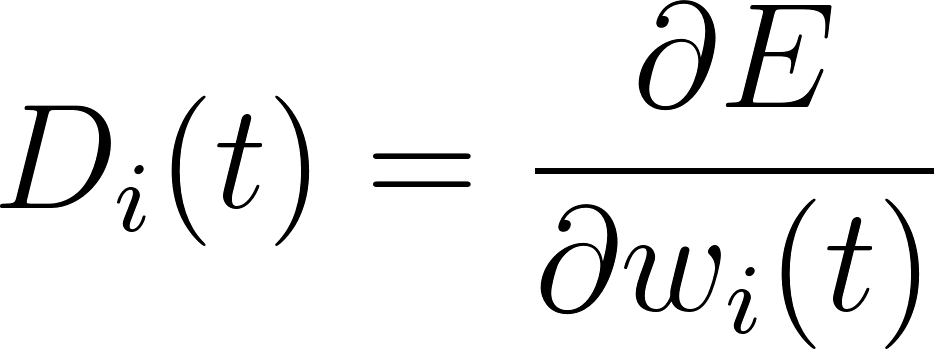 D_i(t) = \frac{\partial E}{\partial w_i(t)}